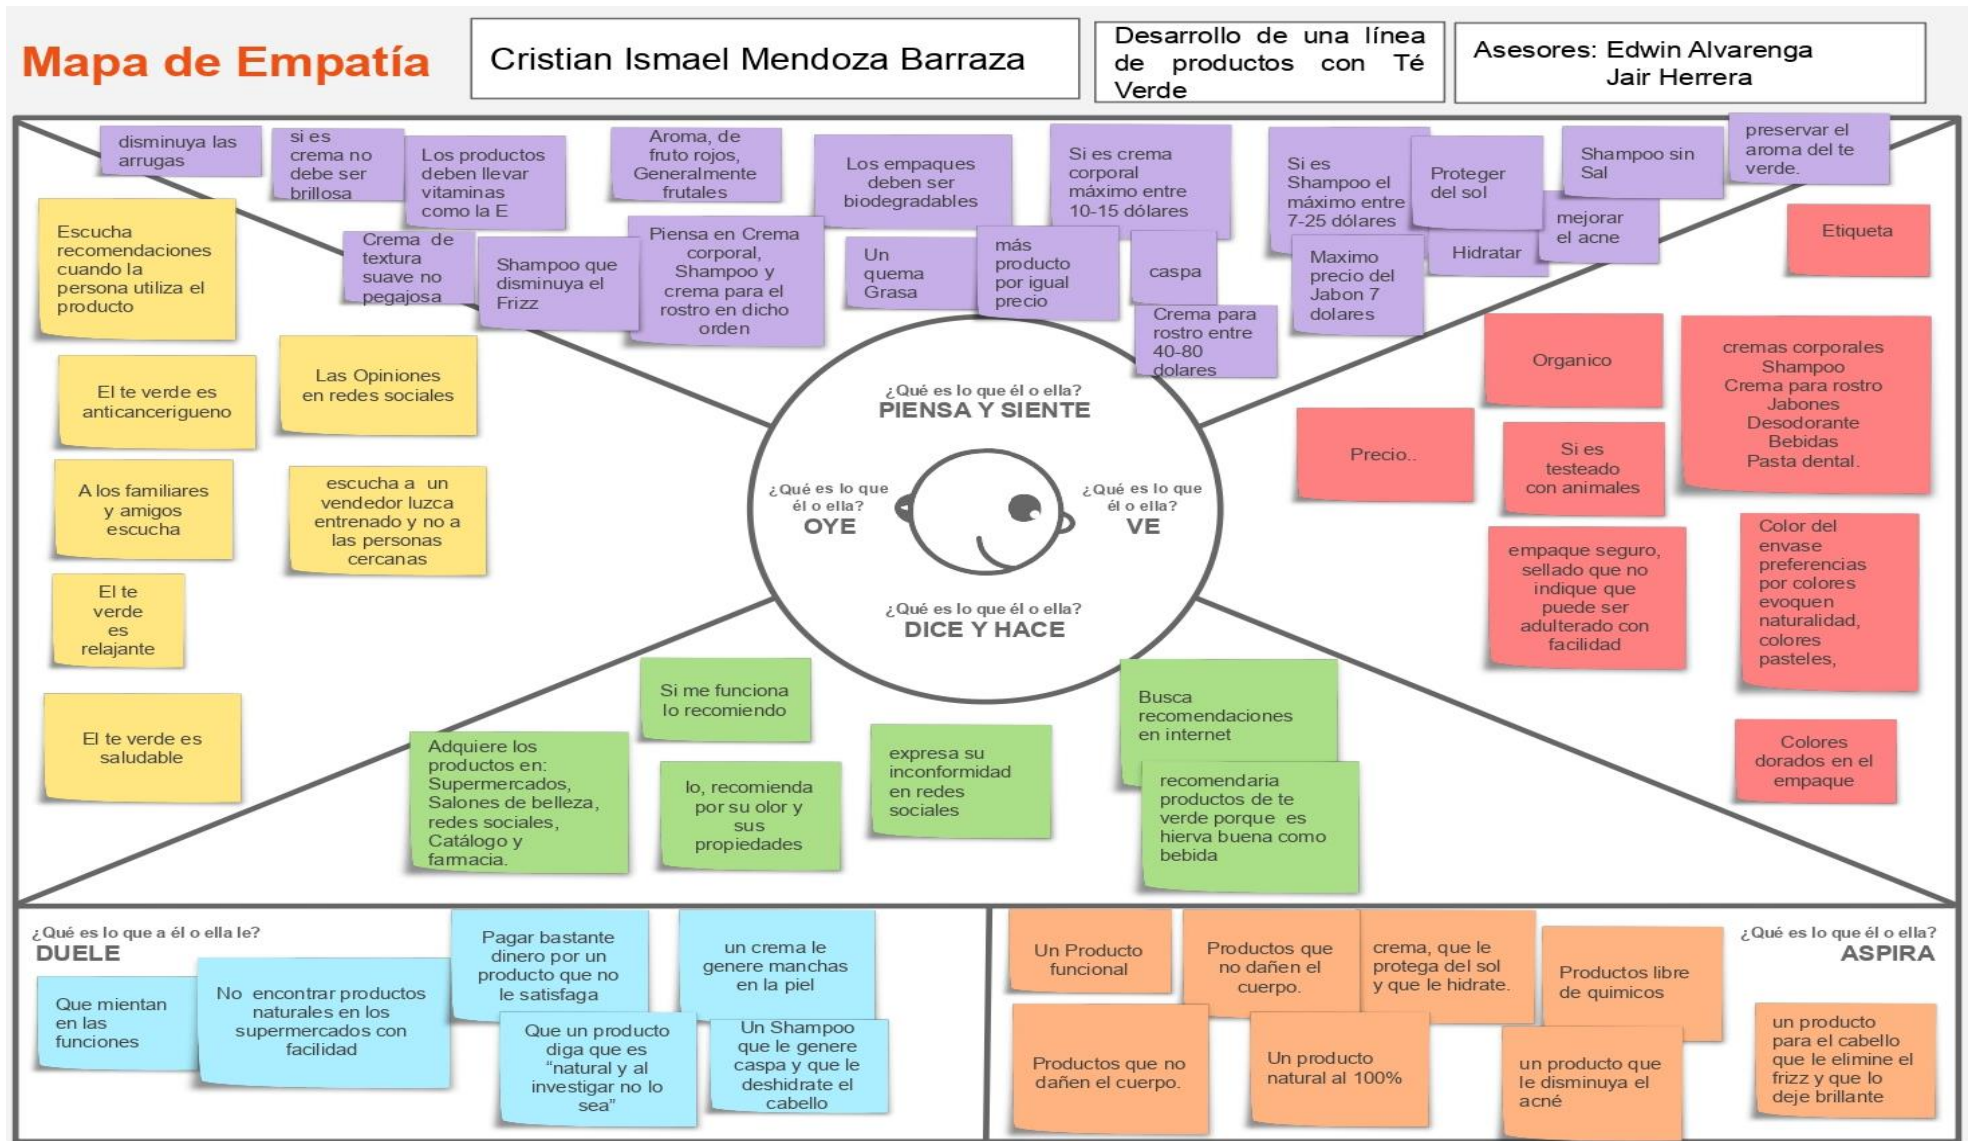 Mapa de Empatía
Cristian Ismael Mendoza Barraza
Desarrollo de una línea
de productos con Té
Verde
Asesores: Edwin Alvarenga
Jair Herrera
disminuya las
arrugas
si es
crema no
debe ser
brillosa
Los productos
deben llevar
vitaminas
como la E
Aroma, de
fruto rojos,
Generalmente
frutales
Los empaques
deben ser
biodegradables
Si es crema
corporal
máximo entre
10-15 dólares
Si es
Shampoo el
máximo entre
7-25 dólares
Proteger
del sol
Shampoo sin
Sal
preservar el
aroma del te
verde.
Crema de
textura
suave no
pegajosa
Shampoo que
disminuya el
Frizz
Piensa en Crema
corporal,
Shampoo y
crema para el
rostro en dicho
orden
Un
quema
Grasa
más
producto
por igual
precio
caspa
Crema para
rostro entre
40-80
dolares
Maximo
precio del
Jabon 7
dolares
Hidratar
mejorar
el acne
Escucha
recomendaciones
cuando la
persona utiliza el
producto
El te verde es
anticancerigueno
Las Opiniones
en redes sociales
A los familiares
y amigos
escucha
escucha a un
vendedor luzca
entrenado y no a
las personas
cercanas
El te
verde
es
relajante
El te verde es
saludable
¿Qué es lo que él o ella?
PIENSA Y SIENTE
¿Qué es lo que
él o ella?
OYE
¿Qué es lo que
él o ella?
VE
¿Qué es lo que él o ella?
DICE Y HACE
Etiqueta
Organico
cremas corporales
Shampoo
Crema para rostro
Jabones
Desodorante
Bebidas
Pasta dental.
Precio..
Si es
testeado
con animales
empaque seguro,
sellado que no
indique que
puede ser
adulterado con
facilidad
Color del
envase
preferencias
por colores
evoquen
naturalidad,
colores
pasteles,
Colores
dorados en el
empaque
Si me funciona
lo recomiendo
Adquiere los
productos en:
Supermercados,
Salones de belleza,
redes sociales,
Catálogo y
farmacia.
lo, recomienda
por su olor y
sus
propiedades
expresa su
inconformidad
en redes
sociales
Busca
recomendaciones
en internet
recomendaria
productos de te
verde porque es
hierva buena como
bebida
¿Qué es lo que a él o ella le?
DUELE
Que mientan
en las
funciones
No encontrar productos
naturales en los
supermercados con
facilidad
Pagar bastante
dinero por un
producto que no
le satisfaga
un crema le
genere manchas
en la piel
Que un producto
diga que es
“natural y al
investigar no lo
sea”
Un Shampoo
que le genere
caspa y que le
deshidrate el
cabello
¿Qué es lo que él o ella?
ASPIRA
Un Producto
funcional
Productos que
no dañen el
cuerpo.
crema, que le
protega del sol
y que le hidrate.
Productos libre
de quimicos
Productos que no
dañen el cuerpo.
Un producto
natural al 100%
un producto que
le disminuya el
acné
un producto
para el cabello
que le elimine el
frizz y que lo
deje brillante